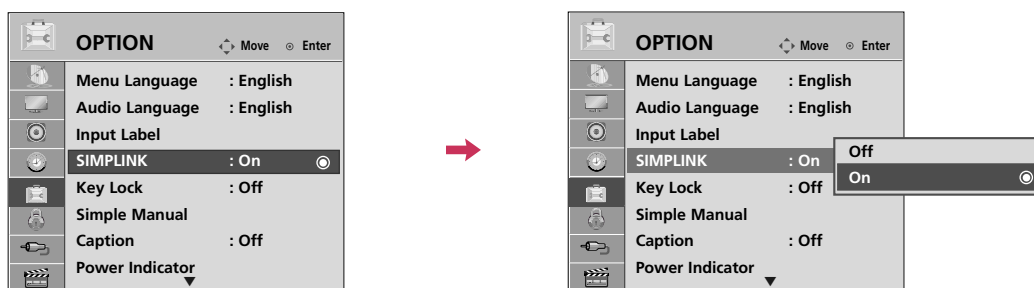 OPTION Move Enter
Menu Language : English
Audio Language : English
Input Label
SIMPLINK : On
Key Lock : Off
Simple Manual
Caption : Off
Power Indicator
OPTION Move Enter
Menu Language : English
Audio Language : English
Input Label
SIMPLINK : On
Key Lock : Off
Simple Manual
Caption : Off
Power Indicator
Off
On